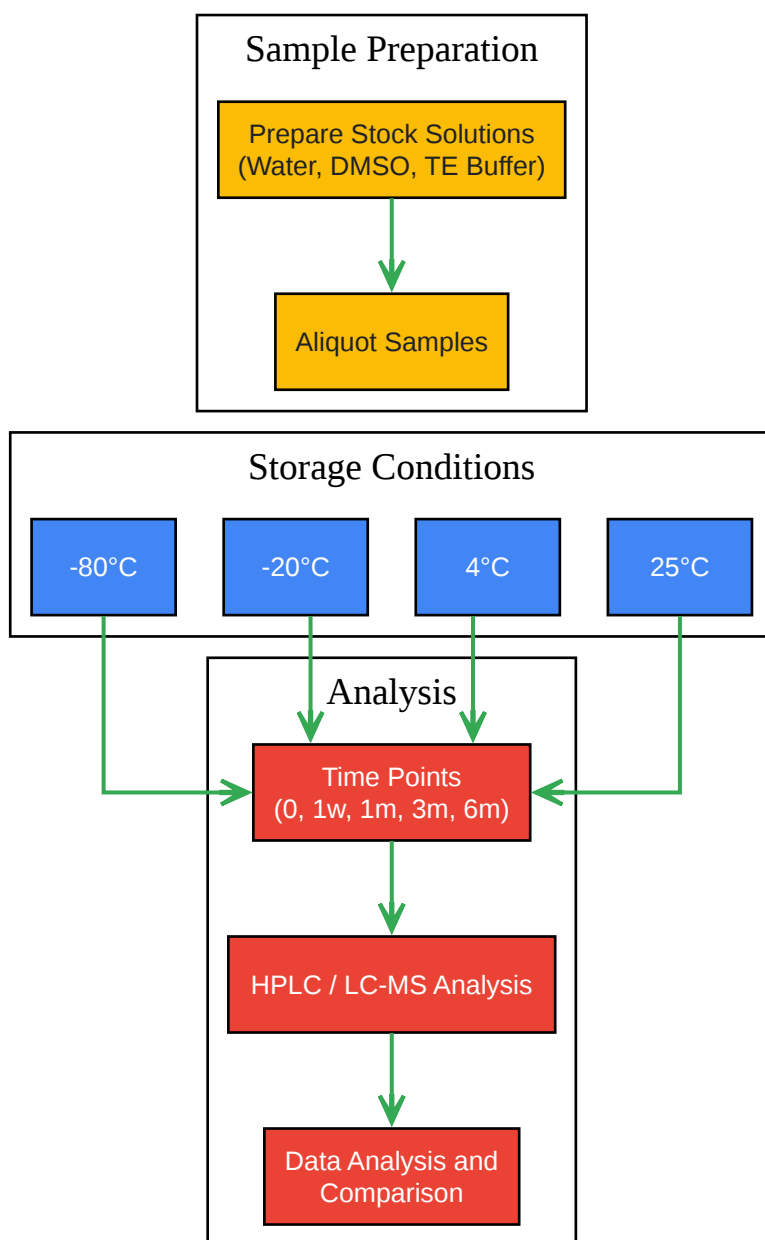 Sample Preparation
Prepare Stock Solutions
(Water, DMSO, TE Buffer)
Aliquot Samples
Storage Conditions
-80°C
-20°C
4°C
25°C
Analysis
Time Points
(0, 1w, 1m, 3m, 6m)
HPLC / LC-MS Analysis
Data Analysis and
Comparison